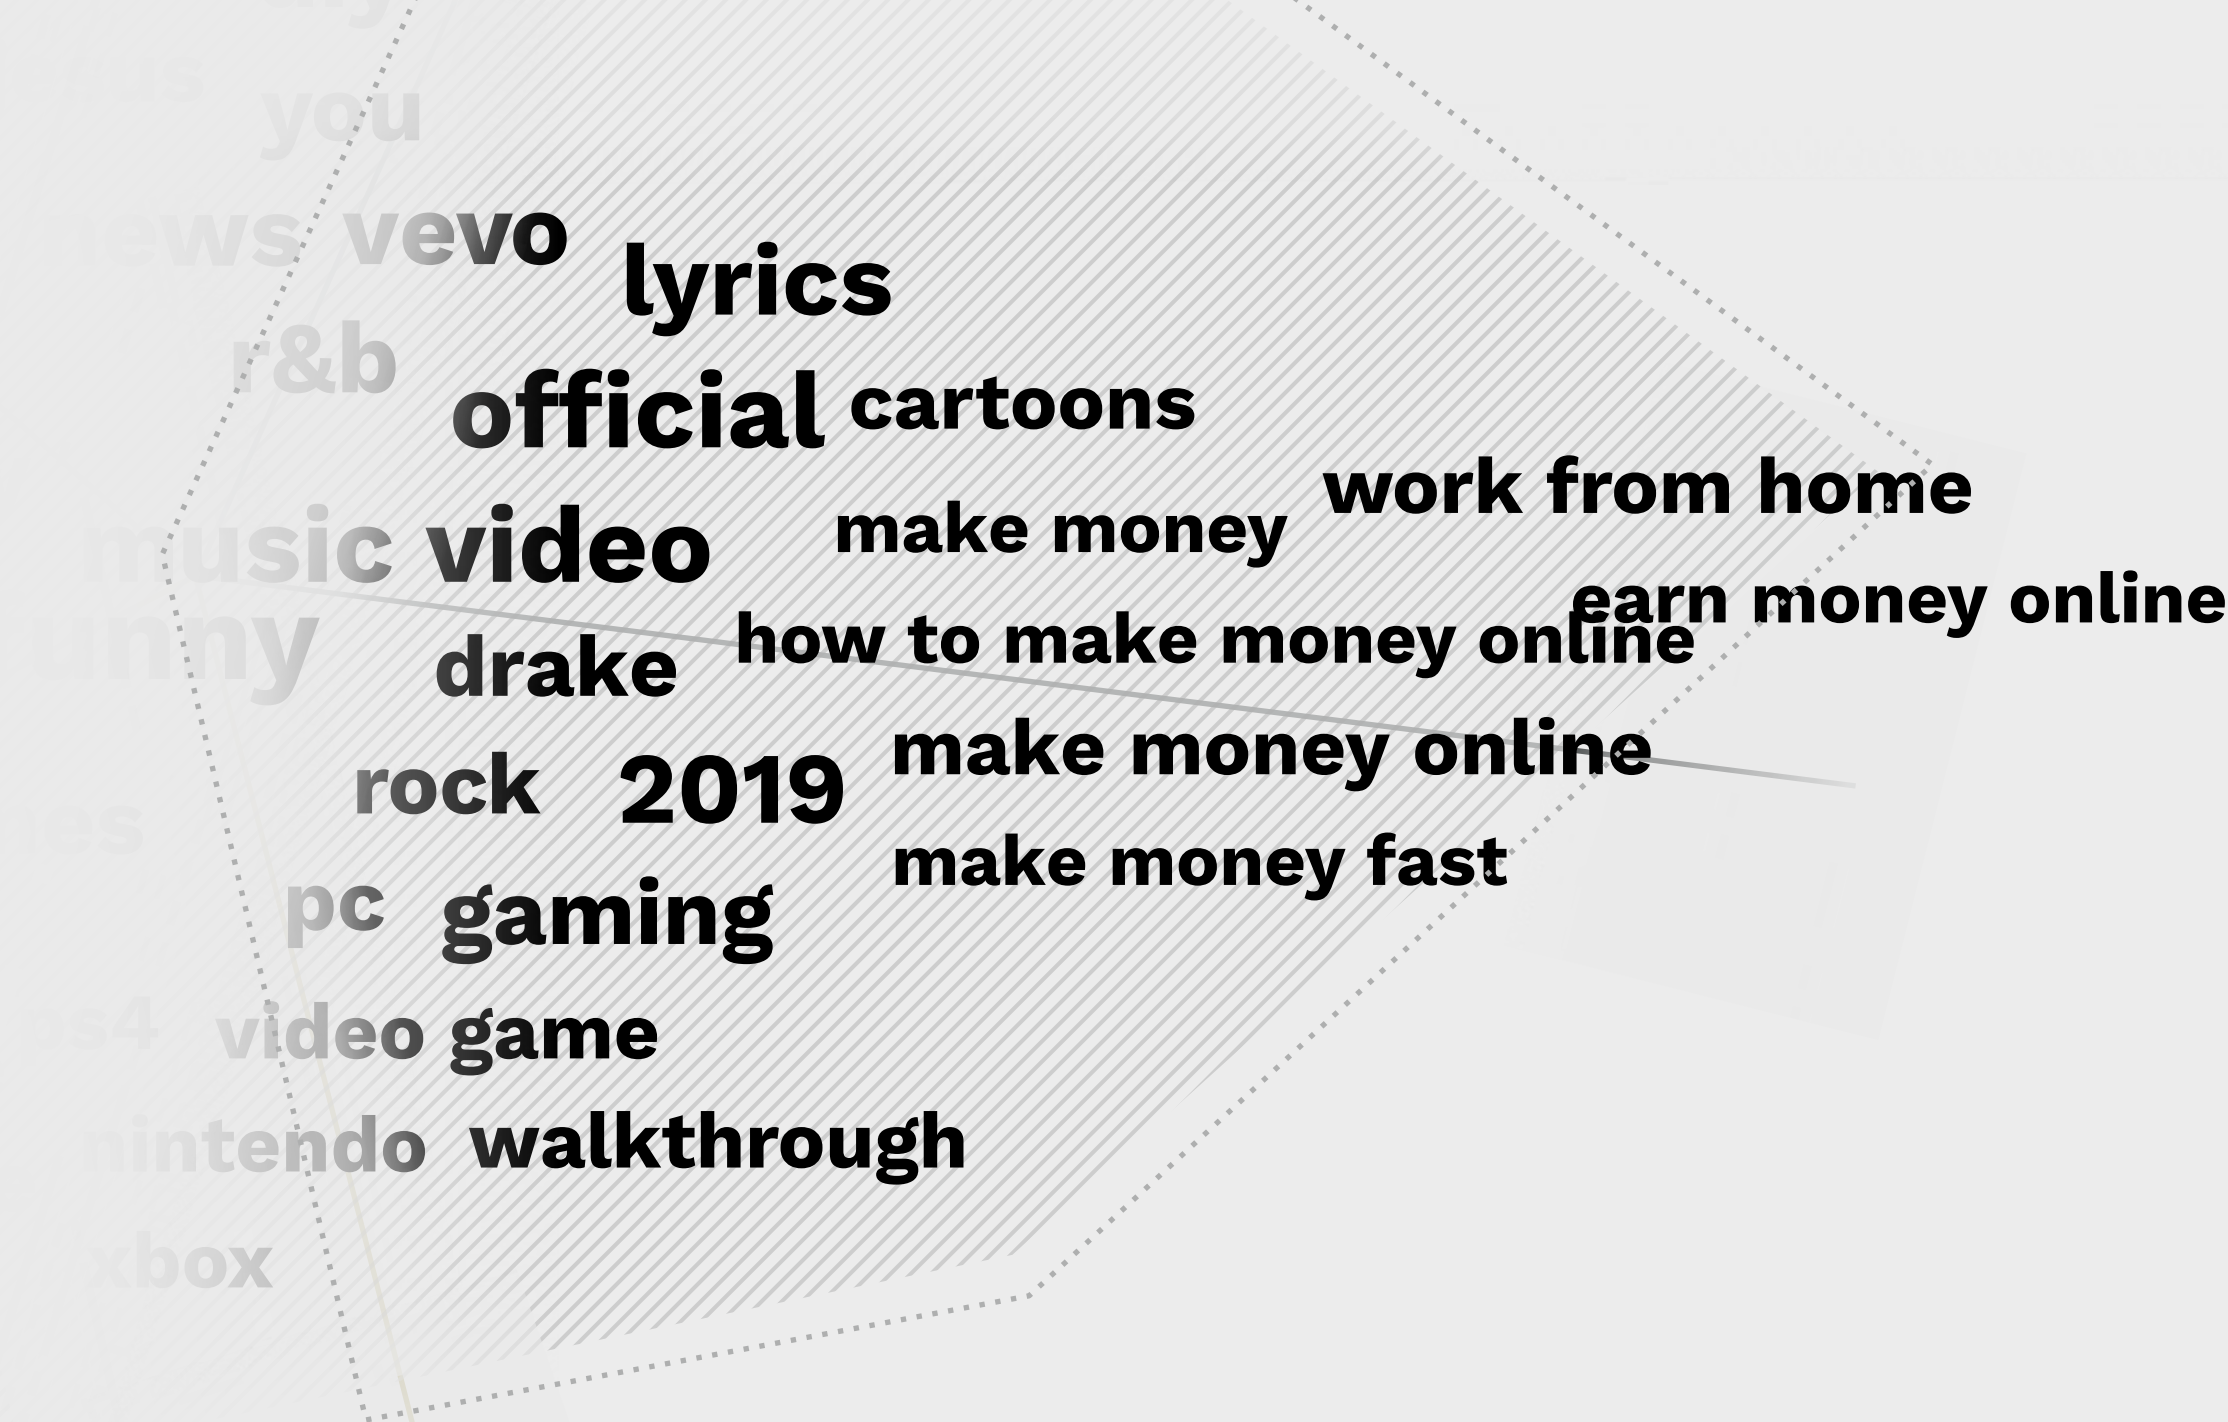 you
news vevo
lyrics
r&b
official cartoons
work from home
music video
make money
earn money online
how to make money online
drake
make money online
rock 2019
make money fast
pc gaming
ps4 video game
nintendo walkthrough
xbox